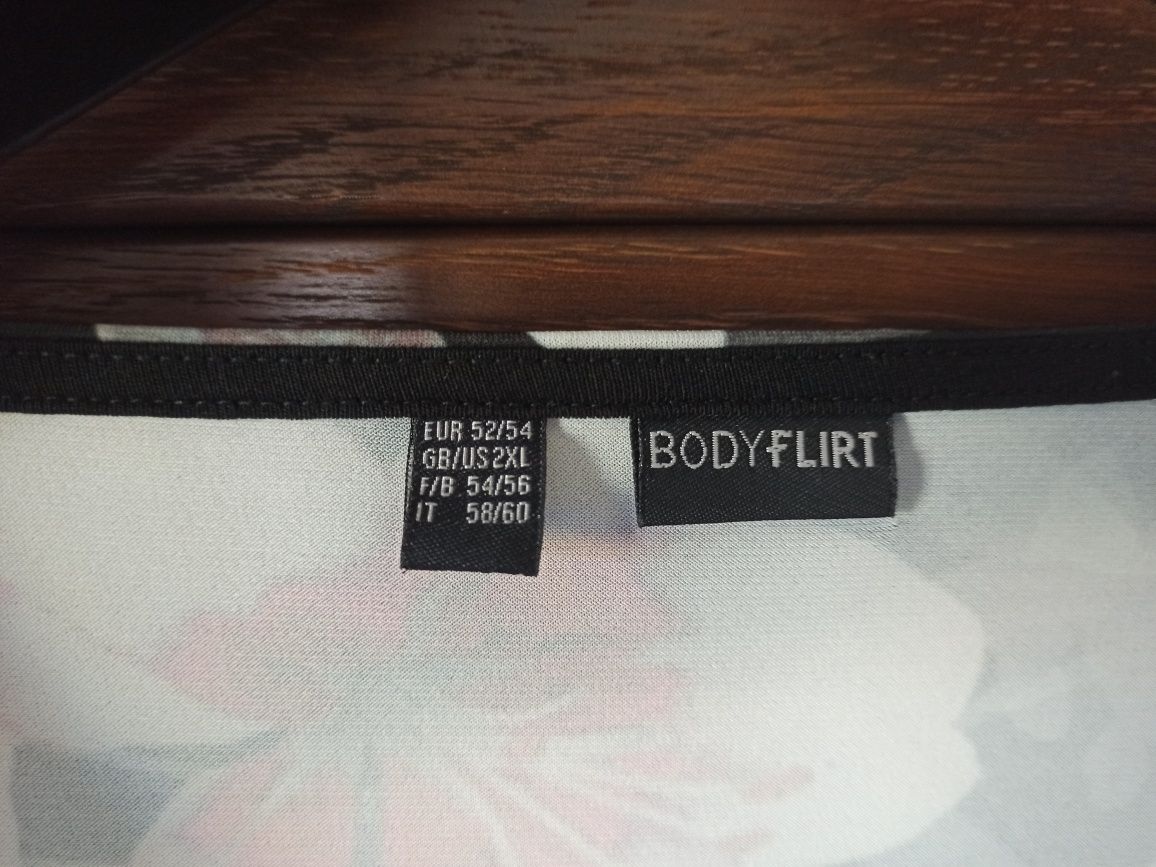 EUR 52/54
GB/US 2XL
F/B 54/56
IT 58/60
BODYFLIRT